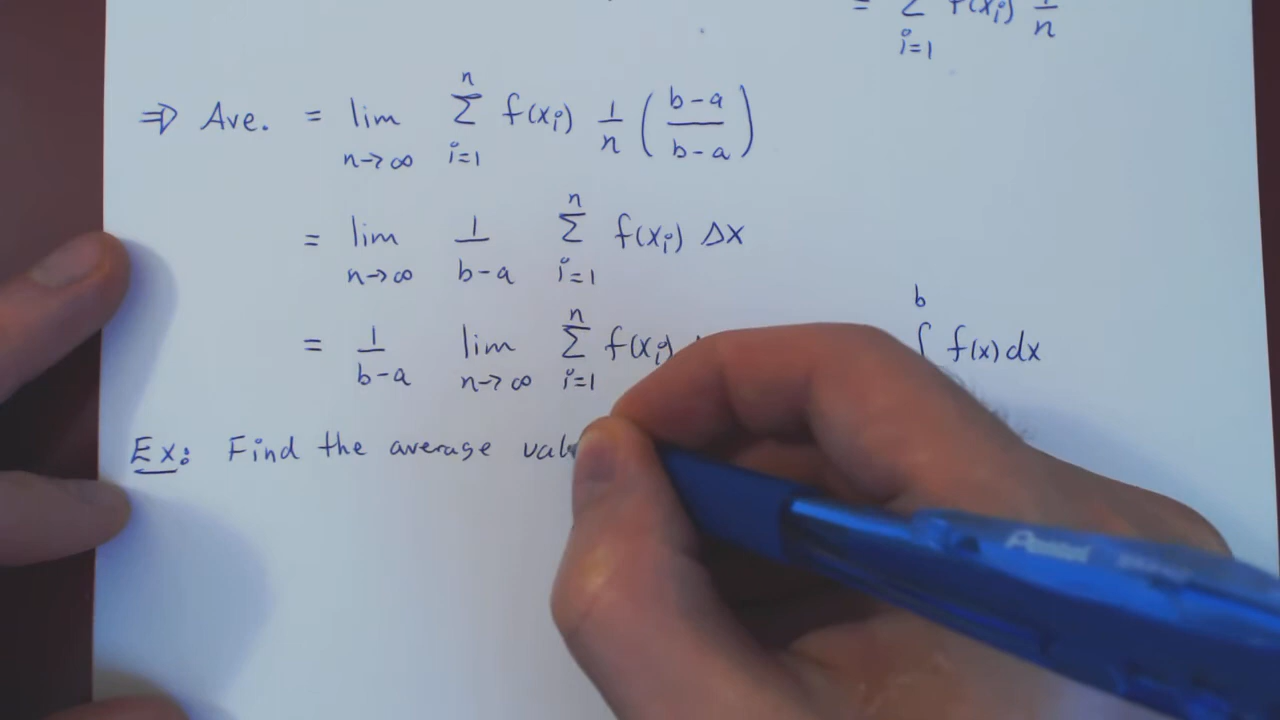 = Σ f(xᵢ) 1/n
i=1
⇒ Ave. = lim n→∞ Σ i=1 n f(xᵢ) 1/n ( b-a / b-a )
= lim n→∞ 1/b-a Σ i=1 n f(xᵢ) Δx
= 1/b-a lim n→∞ Σ i=1 n f(xᵢ) ∫ b f(x) dx
Ex: Find the average
Pentel